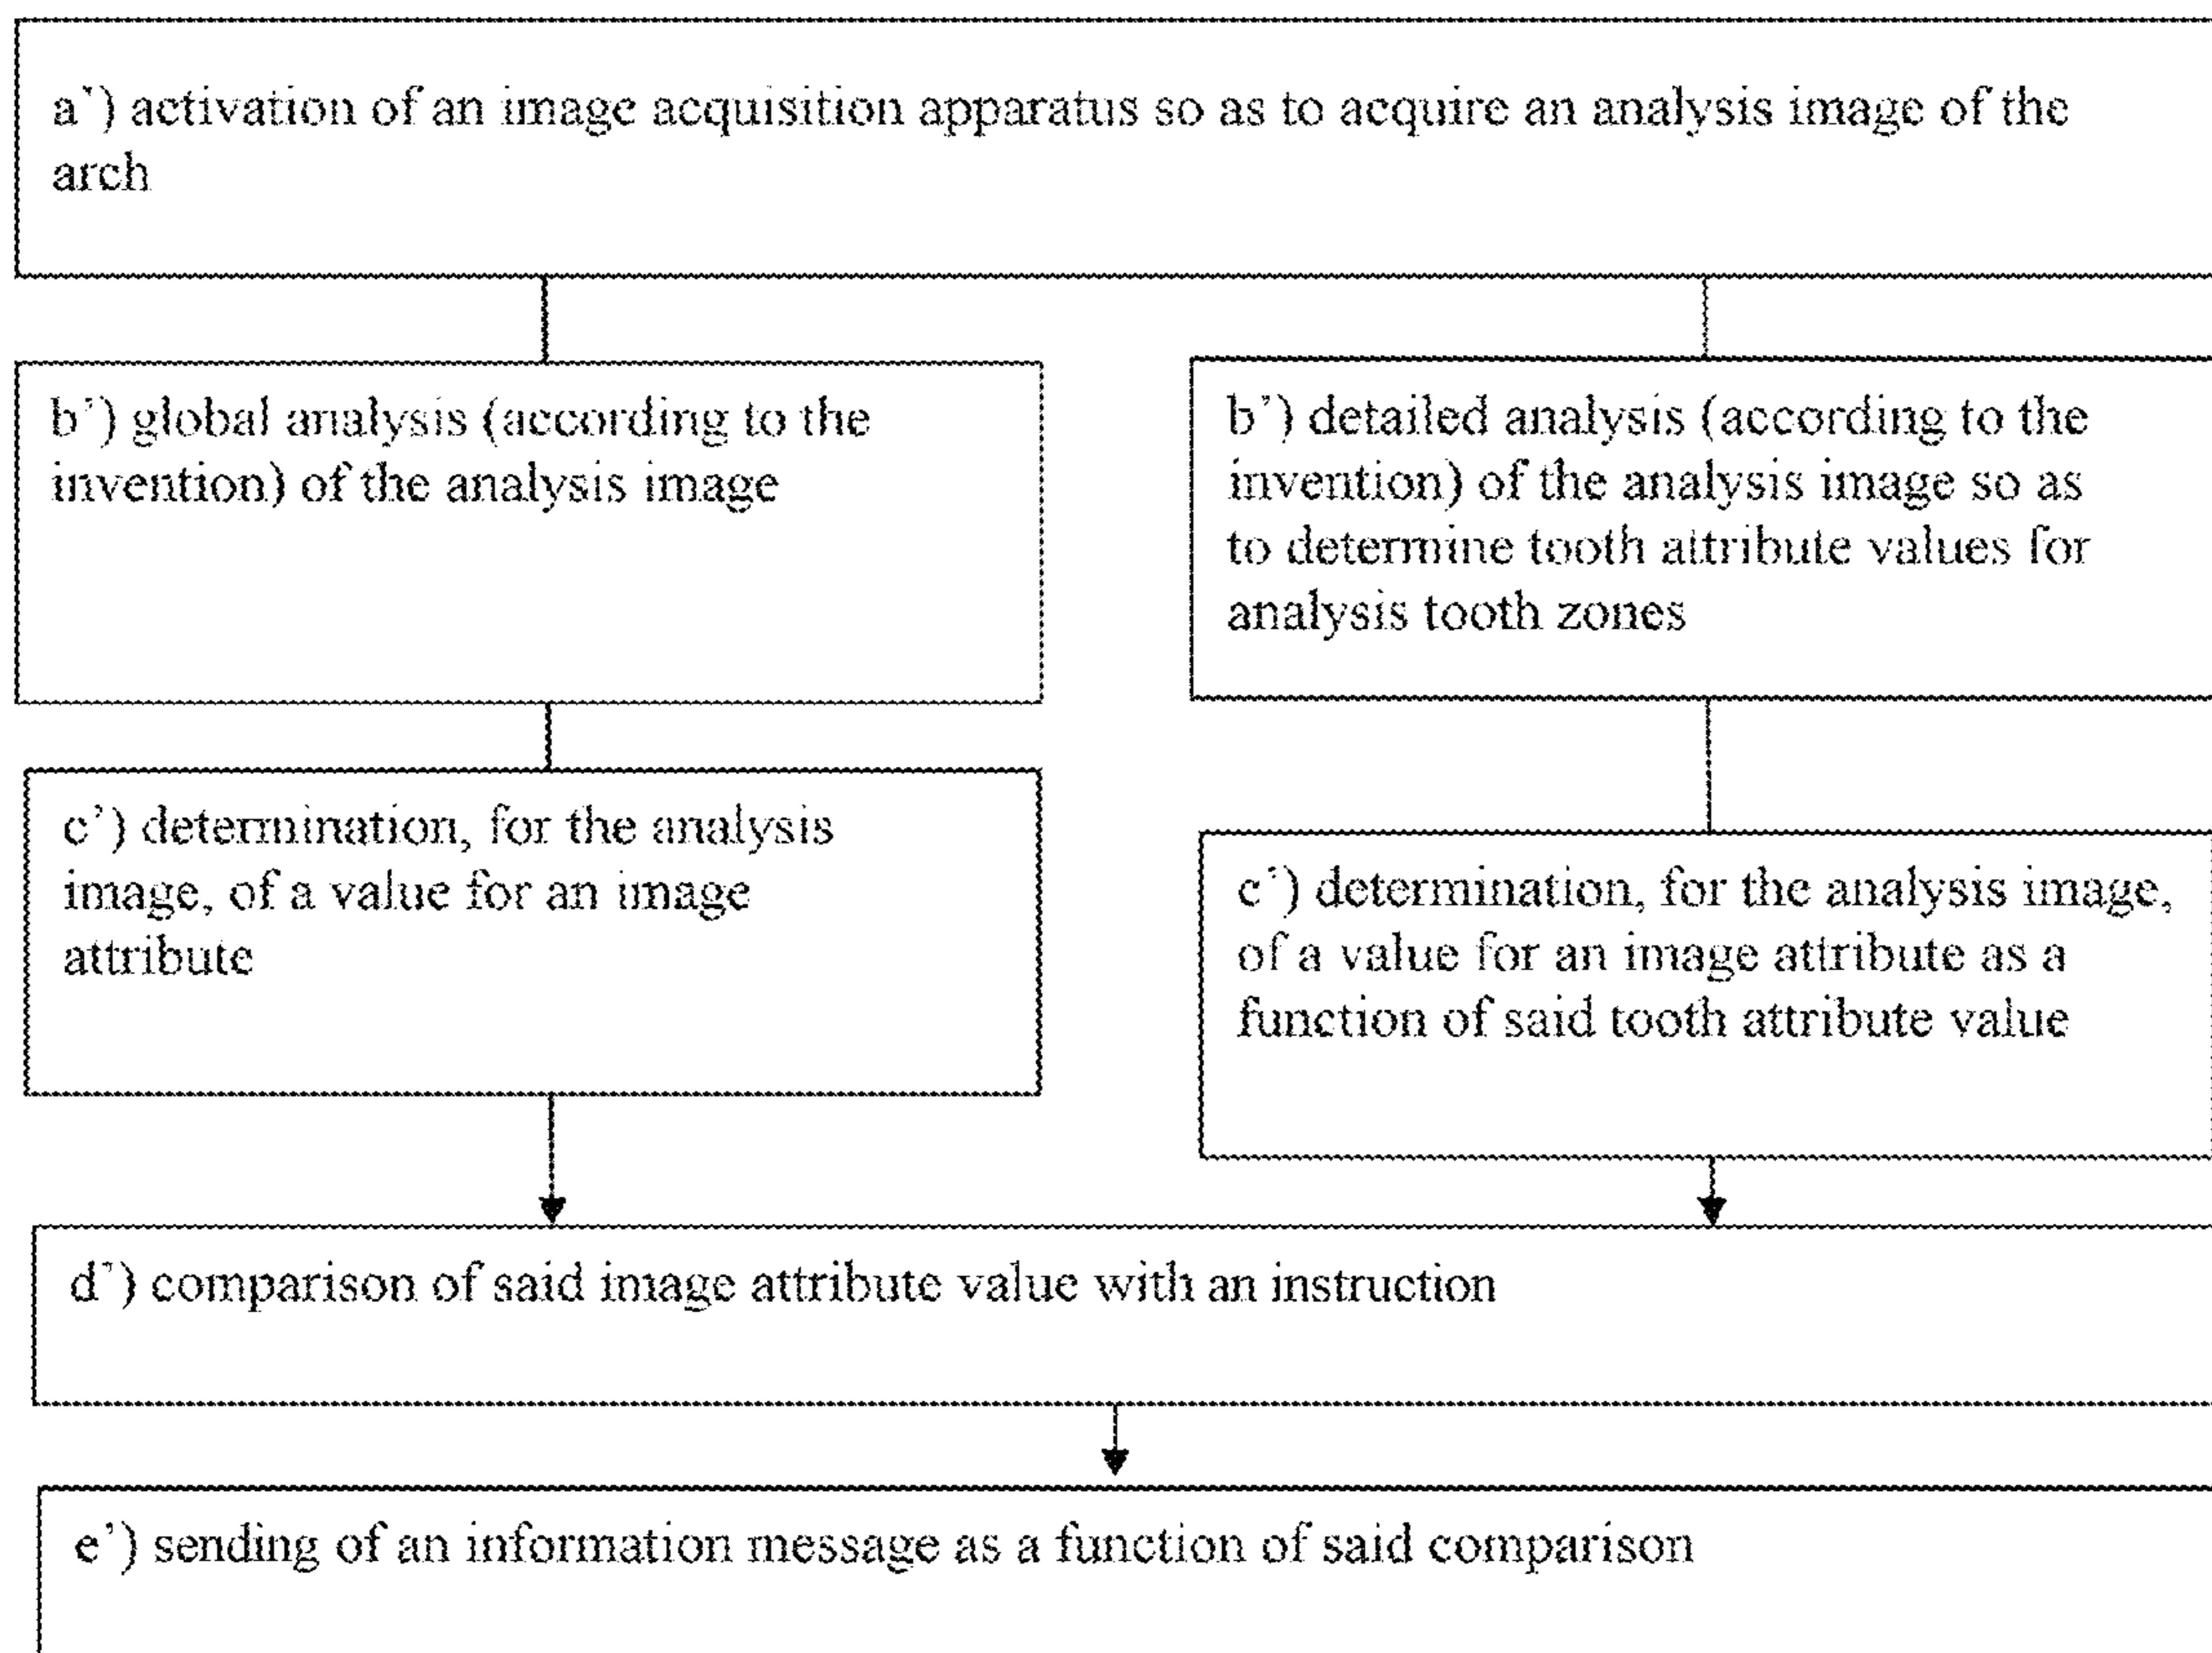 a’) activation of an image acquisition apparatus so as to acquire an analysis image of the
arch
b’) global analysis (according to the
invention) of the analysis image
b’) detailed analysis (according to the
invention) of the analysis image so as
to determine tooth attribute values for
analysis tooth zones
c’) determination, for the analysis
image, of a value for an image
attribute
c’) determination, for the analysis image,
of a value for an image attribute as a
function of said tooth attribute value
d’) comparison of said image attribute value with an instruction
e’) sending of an information message as a function of said comparison